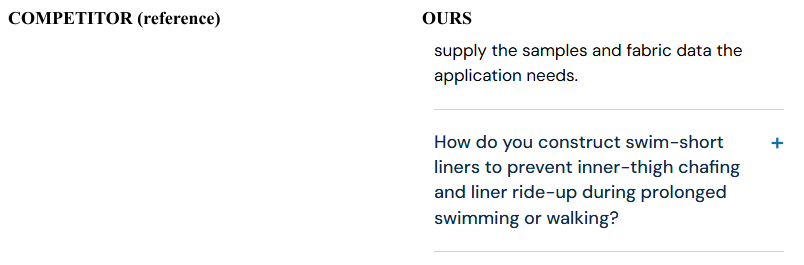 COMPETITOR (reference)
OURS
supply the samples and fabric data the
application needs.
How do you construct swim-short
liners to prevent inner-thigh chafing
and liner ride-up during prolonged
swimming or walking?
+